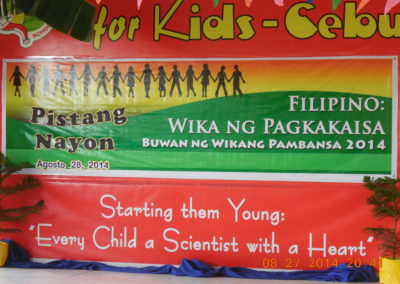 for Kids - Cebu
Pistang
Nayon
Agosto 28, 2014
FILIPINO:
WIKA NG PAGKAKAISA
BUWAN NG WIKANG PAMBANSA 2014
Starting them Young:
"Every Child a Scientist with a Heart"
08 27 2014 20:4